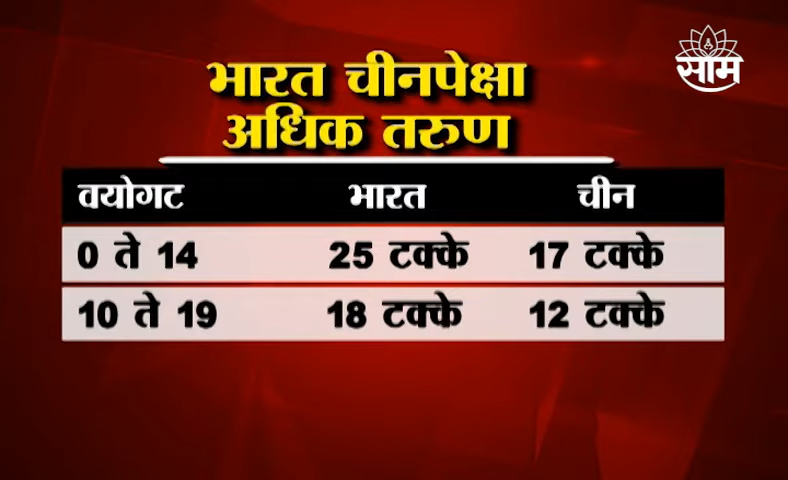 साम
भारत चीनपेक्षा
अधिक तरुण
वयोगट भारत चीन
0 ते 14 25 टक्के 17 टक्के
10 ते 19 18 टक्के 12 टक्के